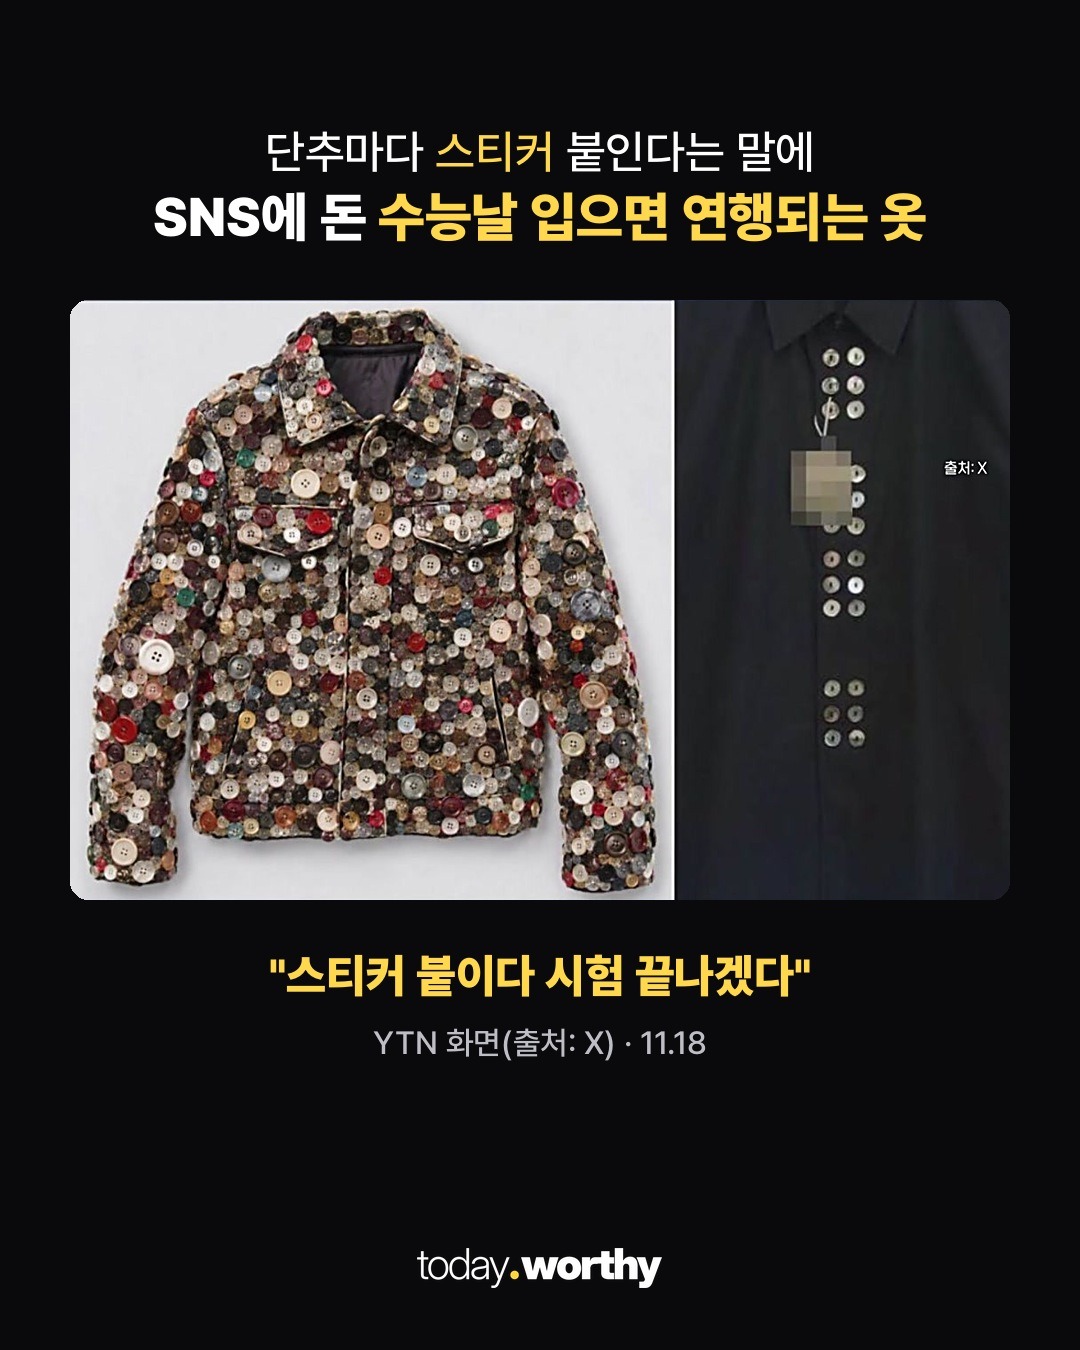 단추마다 스티커 붙인다는 말에
SNS에 돈 수능날 입으면 연행되는 옷
출처: X
"스티커 붙이다 시험 끝나겠다"
YTN 화면(출처: X) · 11.18
today.worthy